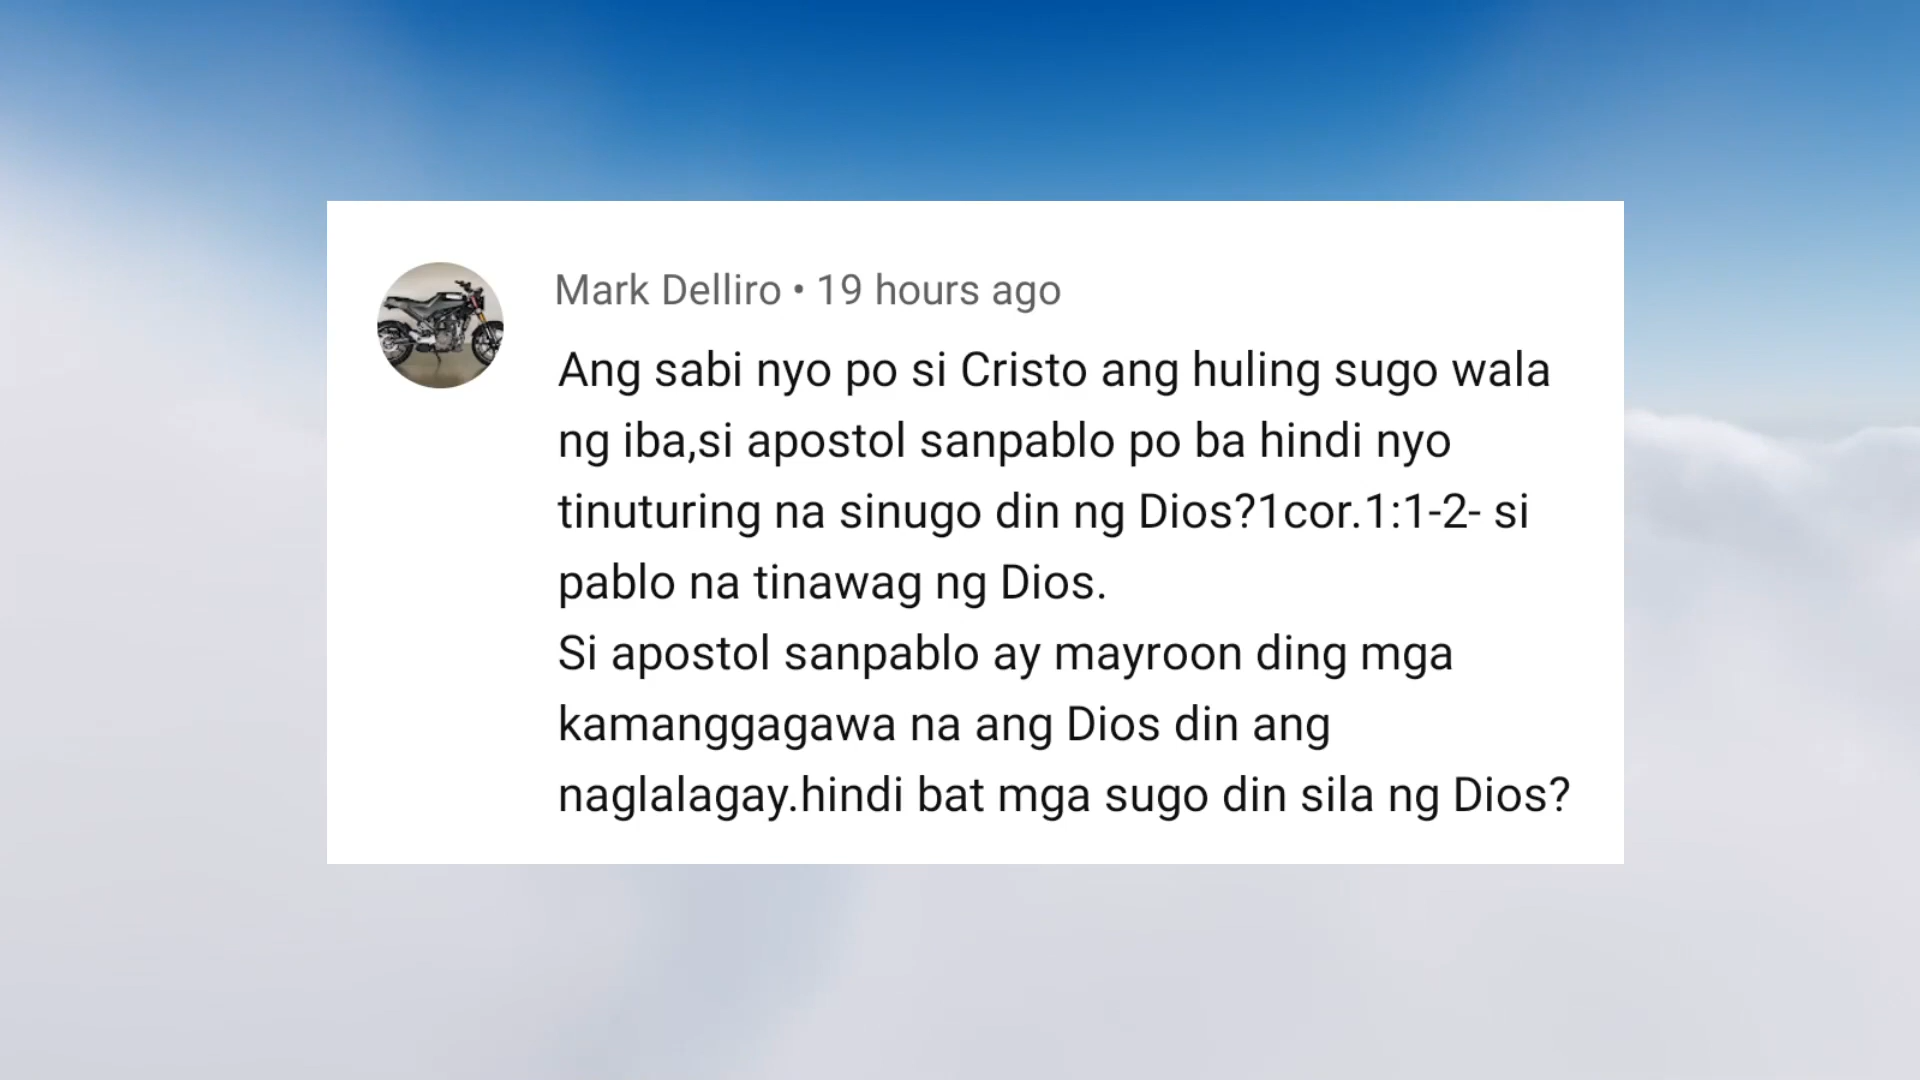 Mark Delliro • 19 hours ago
Ang sabi nyo po si Cristo ang huling sugo wala
ng iba,si apostol sanpablo po ba hindi nyo
tinuturing na sinugo din ng Dios?1cor.1:1-2- si
pablo na tinawag ng Dios.
Si apostol sanpablo ay mayroon ding mga
kamanggagawa na ang Dios din ang
naglalagay.hindi bat mga sugo din sila ng Dios?